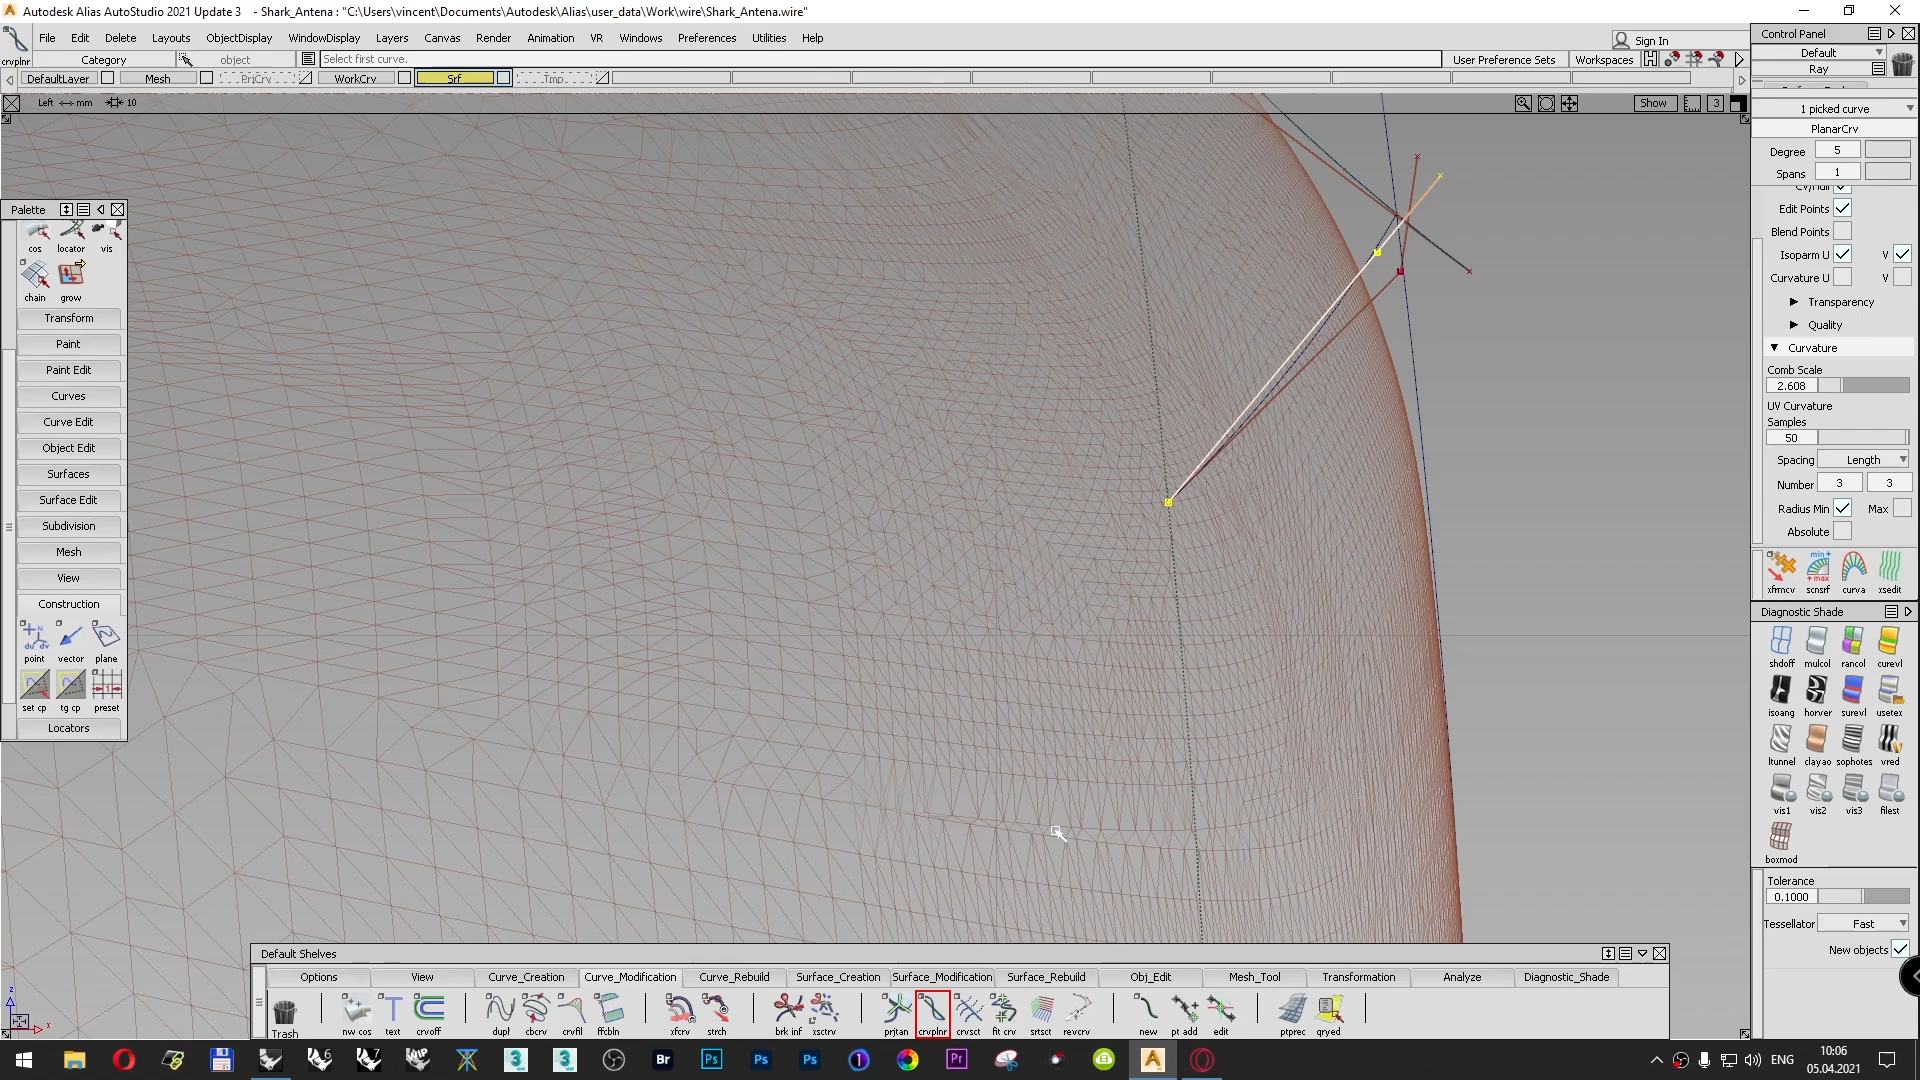 Autodesk Alias AutoStudio 2021 Update 3 - Shark_Antena : "C:\Users\vincent\Documents\Autodesk\Alias\user_data\Work\wire\Shark_Antena.wire"
File Edit Delete Layouts ObjectDisplay WindowDisplay Layers Canvas Render Animation VR Windows Preferences Utilities Help
Sign In
crvplnr
Category
object
Select first curve.
User Preference Sets
Workspaces
DefaultLayer
Mesh
PrjCrv
WorkCrv
Srf
Tmp
Left <-> mm
10
Show
3
Palette
cos locator vis
chain grow
Transform
Paint
Paint Edit
Curves
Curve Edit
Object Edit
Surfaces
Surface Edit
Subdivision
Mesh
View
Construction
point vector plane
set cp tg cp preset
Locators
Control Panel
Default
Ray
1 picked curve
PlanarCrv
Degree 5
Spans 1
Edit Points
Blend Points
Isoparm U V
Curvature U V
Transparency
Quality
Curvature
Comb Scale
2.608
UV Curvature
Samples
50
Spacing Length
Number 3 3
Radius Min Max
Absolute
min
max
xfrmcv scnsrf curva xsedit
Diagnostic Shade
shdoff mulcol rancol curevl
isoang horver surevl usetex
ltunnel clayao sophotes vred
vis1 vis2 vis3 filest
boxmod
Tolerance
0.1000
Tessellator Fast
New objects
Default Shelves
Options View Curve_Creation Curve_Modification Curve_Rebuild Surface_Creation Surface_Modification Surface_Rebuild Obj_Edit Mesh_Tool Transformation Analyze Diagnostic_Shade
Trash nw cos text crvoff dupl cbcrv crvfil ffcbln xfcrv strch brk inf xsctrv prjtan crvplnr crvsct fit crv srtsct revcrv new pt add edit ptprec qryed
z
x
ENG
10:06
05.04.2021